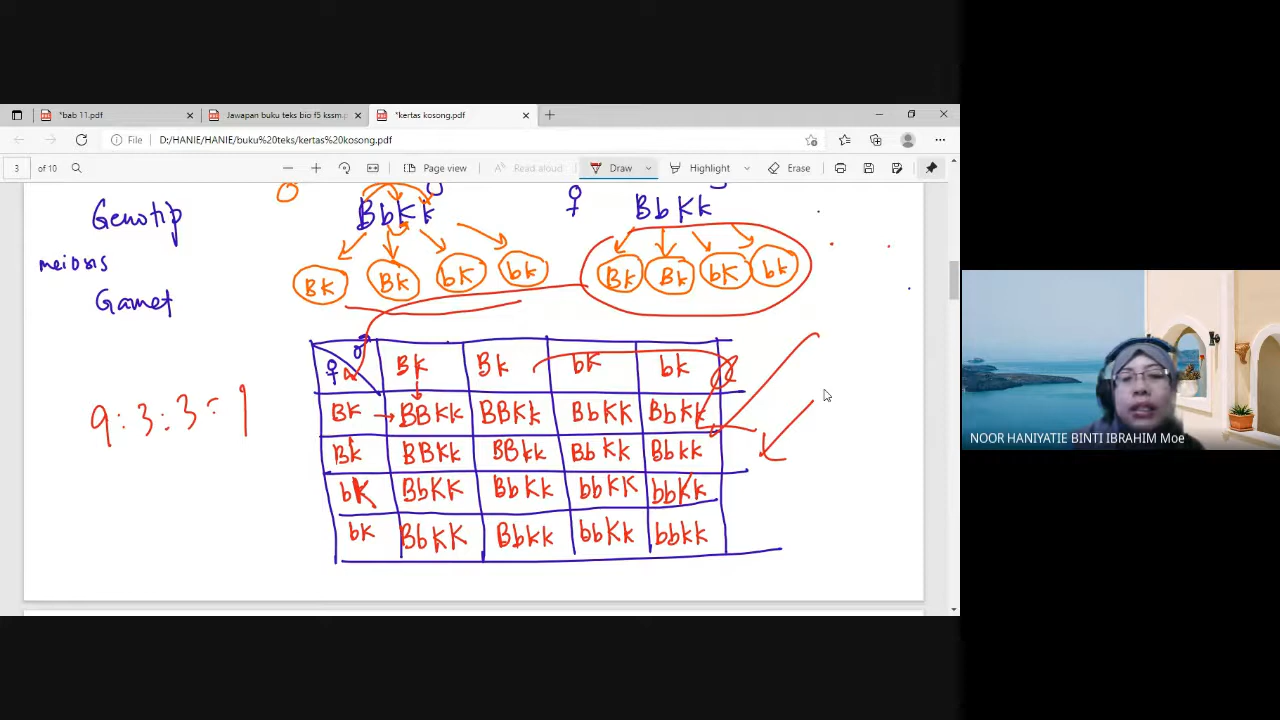 *bab 11.pdf
Jawapan buku teks bio f5 kssm.pdf
*kertas kosong.pdf
File
D:/HANIE/HANIE/buku%20teks/kertas%20kosong.pdf
3 of 10
Page view
Read aloud
Draw
Highlight
Erase
Genotip
BbKk
♀ BbKk
meiosis
Gamet
BK Bk bK bk
BK Bk bK bk
♀ ♂ BK Bk bK bk
BK BBKK BBKk BbKK BbKk
Bk BBKK BBkk BbKK Bbkk
bK BbKK BbKk bbKK bbKk
bk BbKK Bbkk bbKk bbkk
9:3:3:1
NOOR HANIYATIE BINTI IBRAHIM Moe